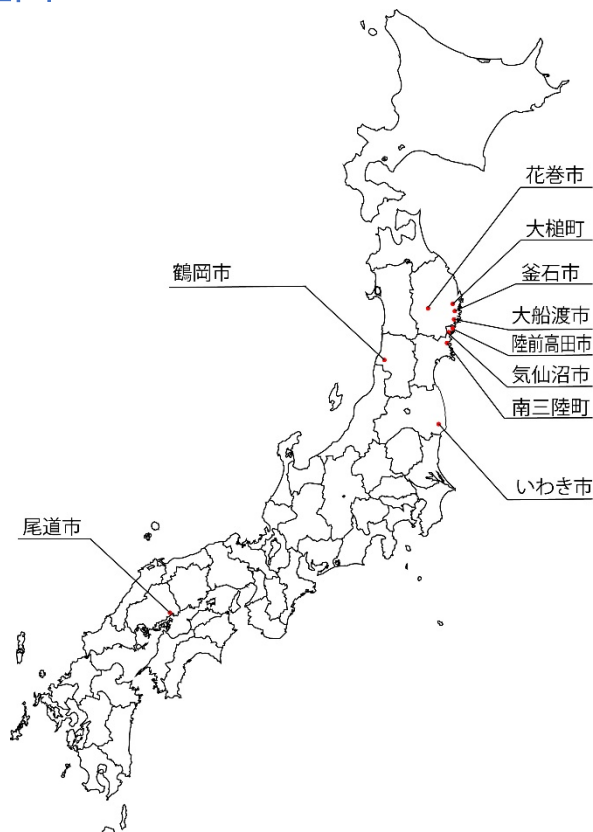 花巻市
大槌町
鶴岡市
釜石市
大船渡市
陸前高田市
気仙沼市
南三陸町
いわき市
尾道市